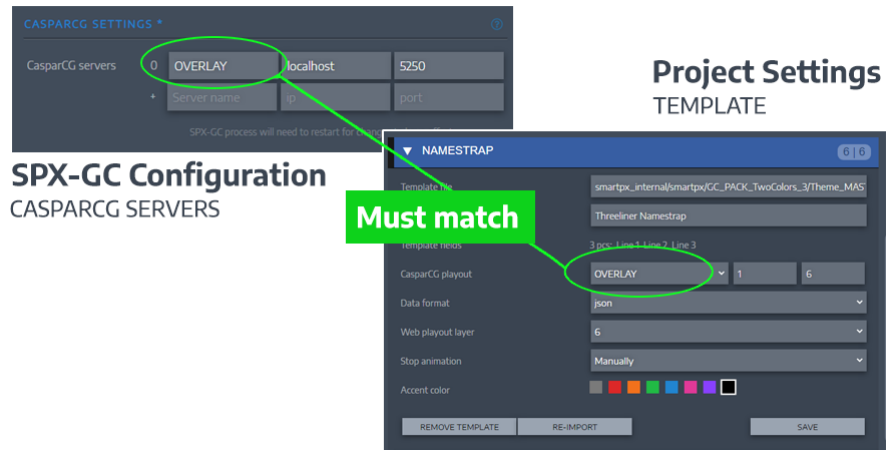 CASPARCG SETTINGS *
CasparCG servers 0 OVERLAY localhost 5250
+ Server name ip port
SPX-GC process will need to restart for chang
SPX-GC Configuration
CASPARCG SERVERS
Project Settings
TEMPLATE
Must match
NAMESTRAP 6 | 6
Template file smartpx_internal/smartpx/GC_PACK_TwoColors_3/Theme_MAS
Threeliner Namestrap
Template fields 3 pcs: Line 1 Line 2 Line 3
CasparCG playout OVERLAY 1 6
Data format json
Web playout layer 6
Stop animation Manually
Accent color
REMOVE TEMPLATE RE-IMPORT SAVE